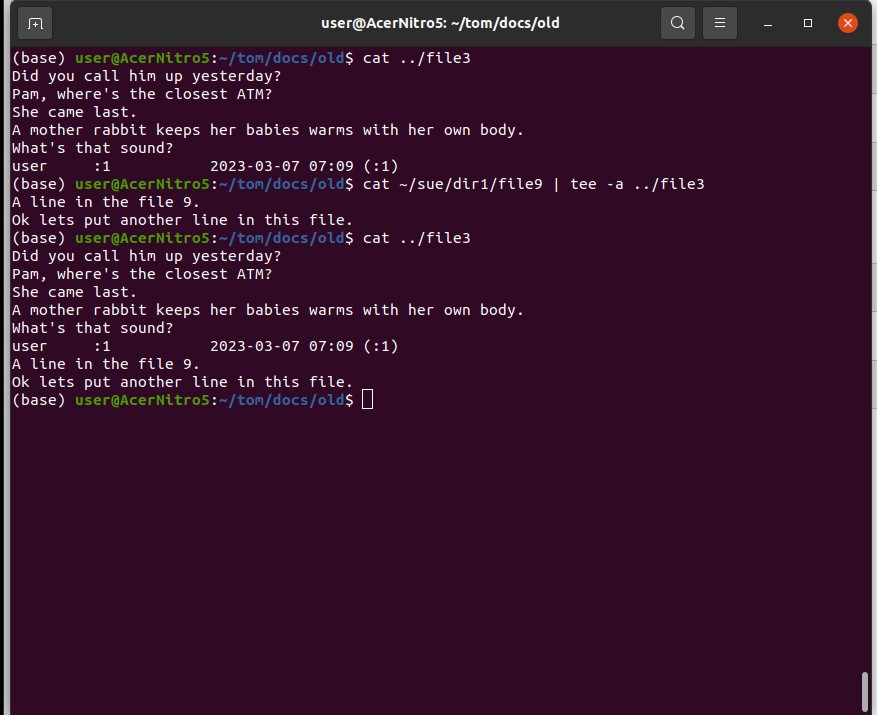 user@AcerNitro5: ~/tom/docs/old
(base) user@AcerNitro5:~/tom/docs/old$ cat ../file3
Did you call him up yesterday?
Pam, where's the closest ATM?
She came last.
A mother rabbit keeps her babies warms with her own body.
What's that sound?
user     :1           2023-03-07 07:09 (:1)
(base) user@AcerNitro5:~/tom/docs/old$ cat ~/sue/dir1/file9 | tee -a ../file3
A line in the file 9.
Ok lets put another line in this file.
(base) user@AcerNitro5:~/tom/docs/old$ cat ../file3
Did you call him up yesterday?
Pam, where's the closest ATM?
She came last.
A mother rabbit keeps her babies warms with her own body.
What's that sound?
user     :1           2023-03-07 07:09 (:1)
A line in the file 9.
Ok lets put another line in this file.
(base) user@AcerNitro5:~/tom/docs/old$